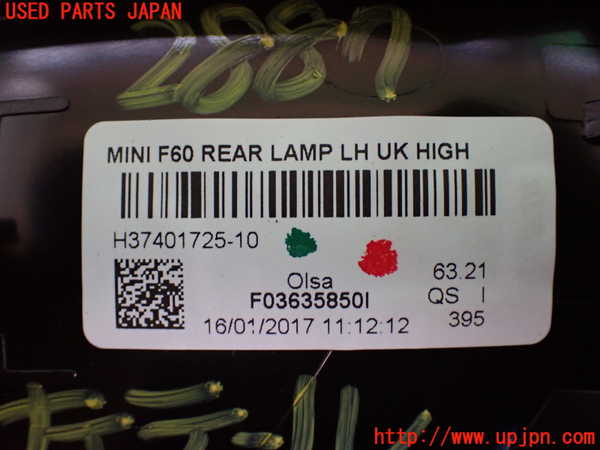 USED PARTS JAPAN
2887
MINI F60 REAR LAMP LH UK HIGH
H37401725-10
Olsa
F03635850I
16/01/2017 11:12:12
63.21
QS I
395
http://www.upjpn.com/